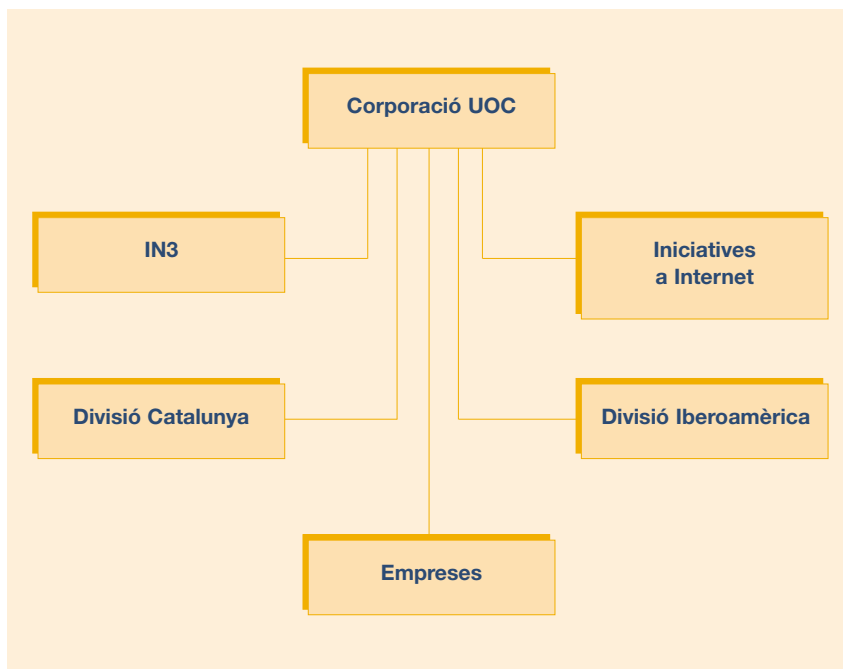 Corporació UOC
IN3
Iniciatives
a Internet
Divisió Catalunya
Divisió Iberoamèrica
Empreses